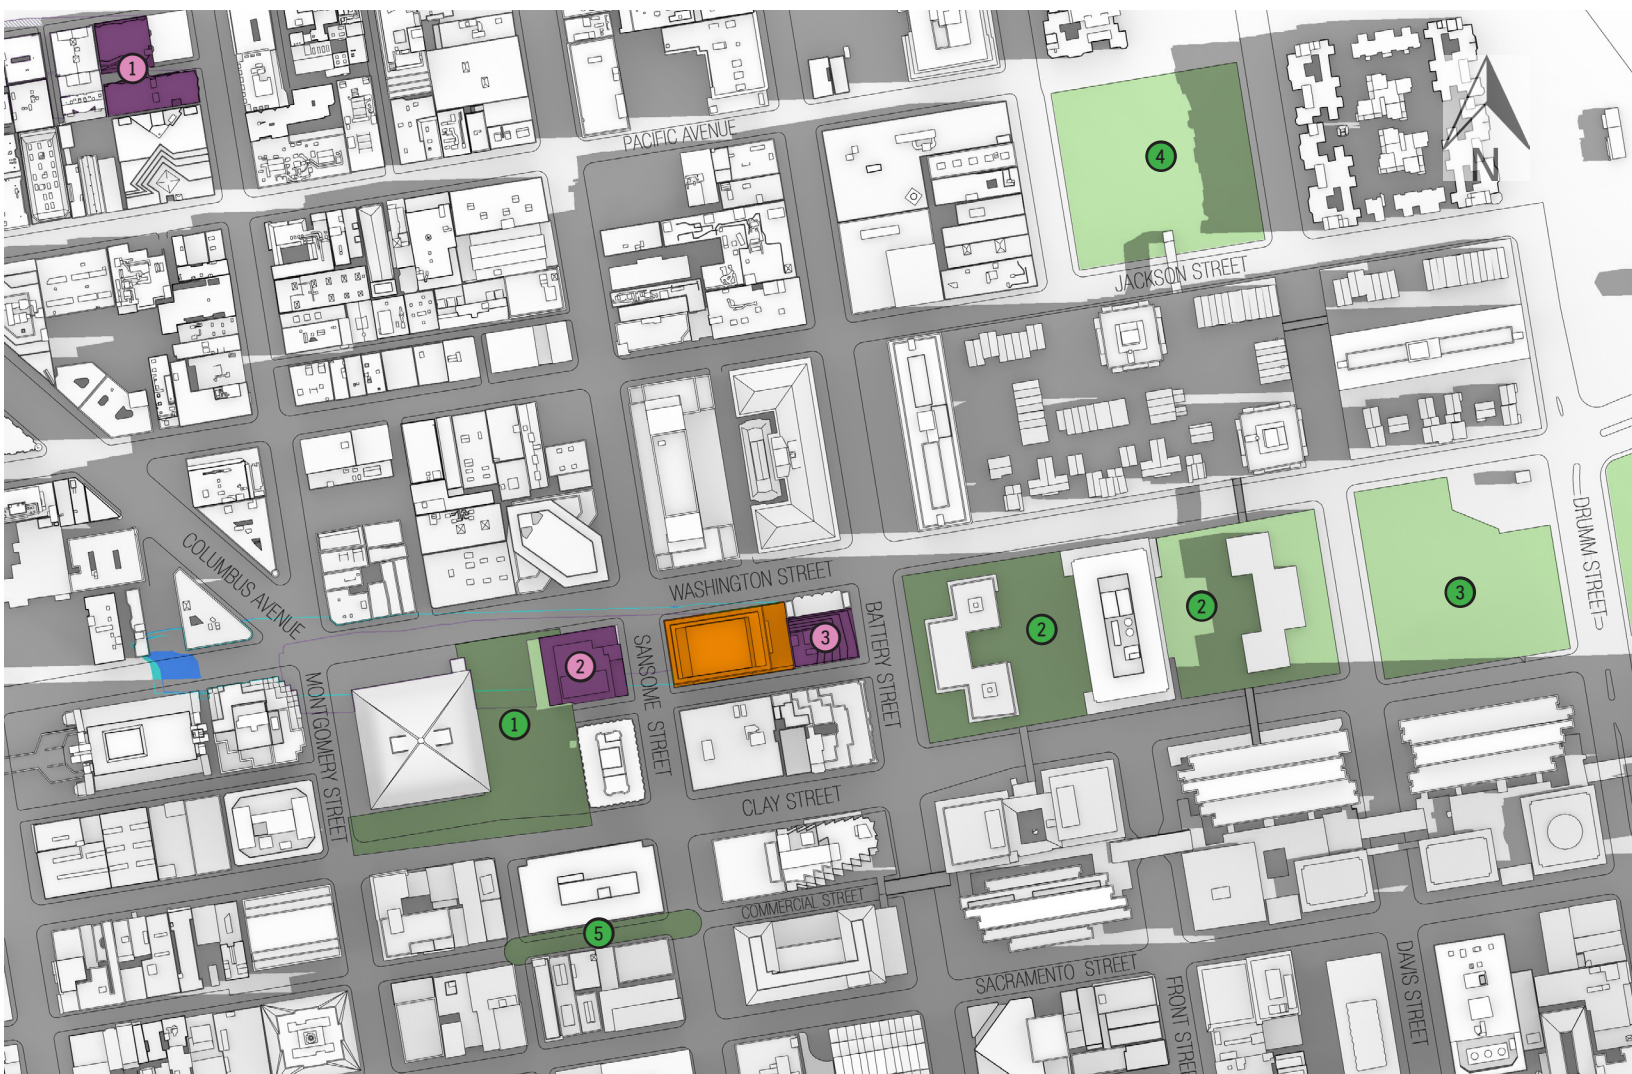 1
PACIFIC AVENUE
4
N
JACKSON STREET
COLUMBUS AVENUE
WASHINGTON STREET
DRUMM STREET
3
2
2
BATTERY STREET
3
2
SANSOME STREET
MONTGOMERY STREET
1
CLAY STREET
COMMERCIAL STREET
5
SACRAMENTO STREET
FRONT STREET
DAVIS STREET